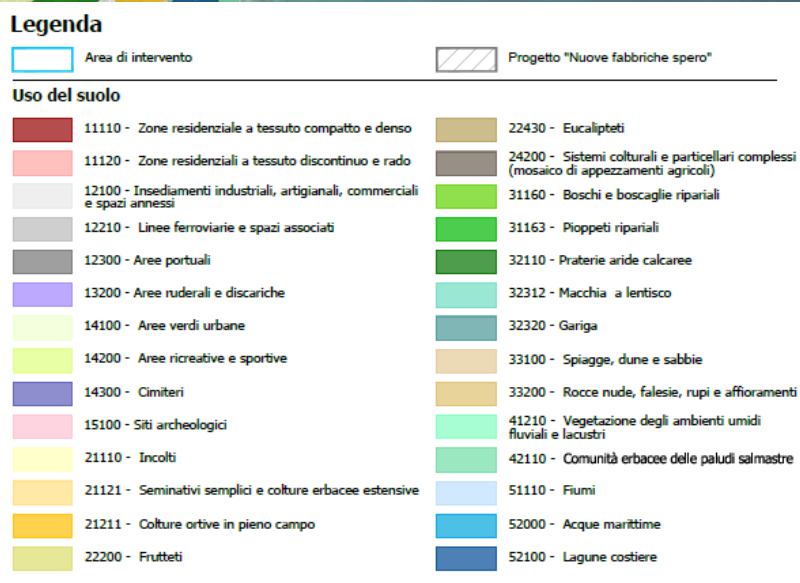 Legenda
Area di intervento
Progetto "Nuove fabbriche spero"
Uso del suolo
11110 - Zone residenziale a tessuto compatto e denso
11120 - Zone residenziali a tessuto discontinuo e rado
12100 - Insediamenti industriali, artigianali, commerciali
e spazi annessi
12210 - Linee ferroviarie e spazi associati
12300 - Aree portuali
13200 - Aree ruderali e discariche
14100 - Aree verdi urbane
14200 - Aree ricreative e sportive
14300 - Cimiteri
15100 - Siti archeologici
21110 - Incolti
21121 - Seminativi semplici e colture erbacee estensive
21211 - Colture ortive in pieno campo
22200 - Frutteti
22430 - Eucalipteti
24200 - Sistemi colturali e particellari complessi
(mosaico di appezzamenti agricoli)
31160 - Boschi e boscaglie ripariali
31163 - Pioppeti ripariali
32110 - Praterie aride calcaree
32312 - Macchia a lentisco
32320 - Gariga
33100 - Spiagge, dune e sabbie
33200 - Rocce nude, falesie, rupi e affioramenti
41210 - Vegetazione degli ambienti umidi
fluviali e lacustri
42110 - Comunità erbacee delle paludi salmastre
51110 - Fiumi
52000 - Acque marittime
52100 - Lagune costiere